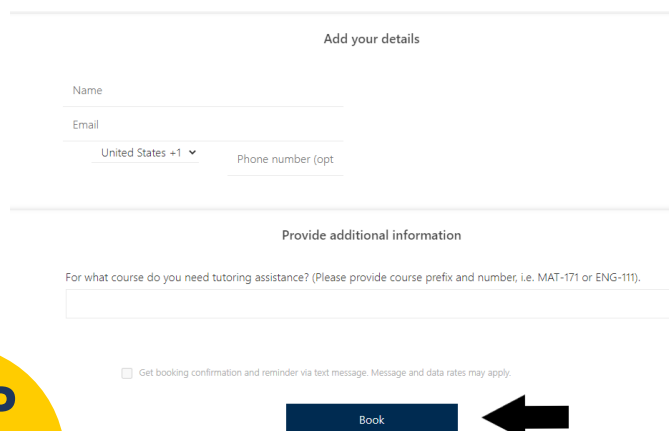 Add your details
Name
Email
United States +1
Phone number (opt
Provide additional information
For what course do you need tutoring assistance? (Please provide course prefix and number, i.e. MAT-171 or ENG-111).
Get booking confirmation and reminder via text message. Message and data rates may apply.
P
Book